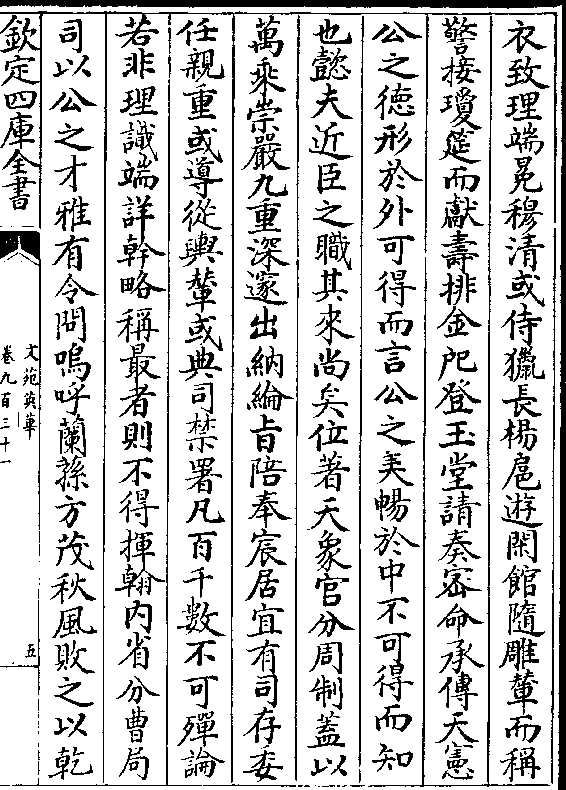 衣致理端冕穆清或侍獵長楊扈遊閑館隨雕輦而稱
警接瓊筵而獻壽排金戺登玉堂請奏密命承傳天憲
公之德形於外可得而言公之美暢於中不可得而知
也懿夫近臣之職其來尚矣位著天象官分周制蓋以
萬乘崇嚴九重深邃出納綸旨陪奉宸居宜有司存委
任親重或導從輿輦或典司禁署凡百千數不可殫論
若非理識端詳幹略稱最者則不得揮翰内省分曹局
司以公之才雅有令問嗚呼蘭蓀方茂秋風敗之以乾
欽定四庫全書
文苑英華
卷九百三十一
五